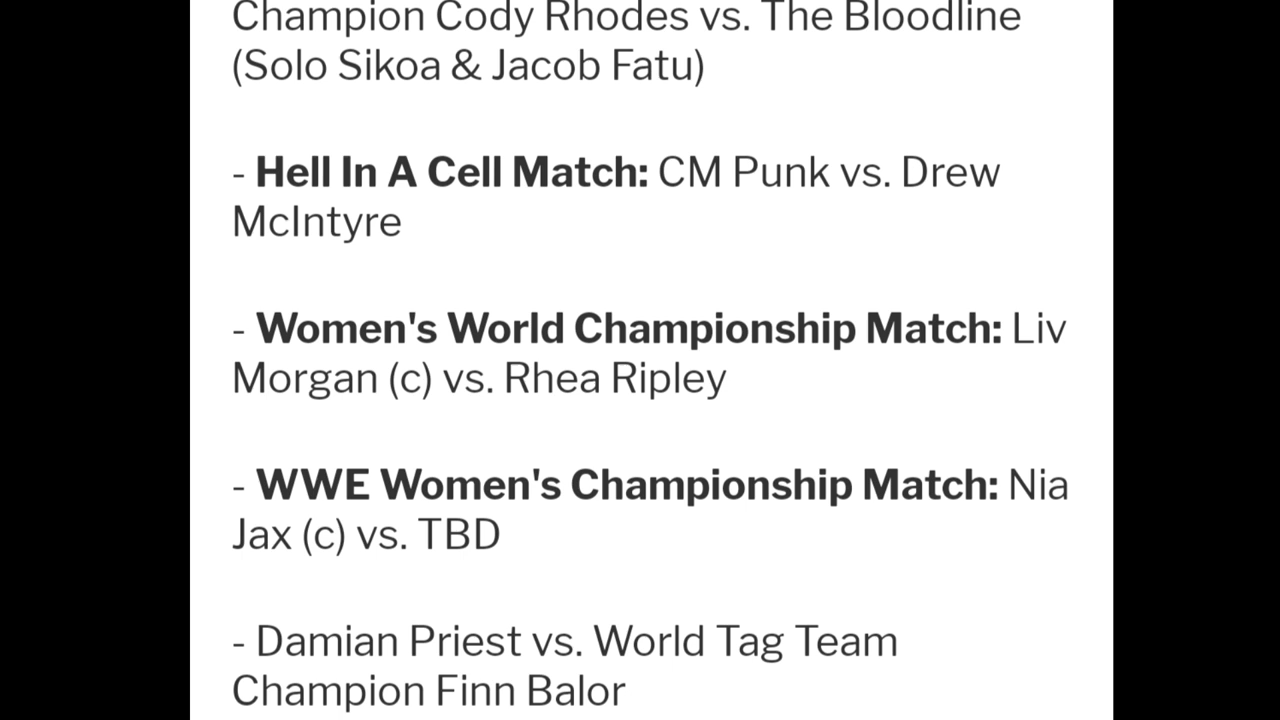 Champion Cody Rhodes vs. The Bloodline
(Solo Sikoa & Jacob Fatu)
- Hell In A Cell Match: CM Punk vs. Drew
McIntyre
- Women's World Championship Match: Liv
Morgan (c) vs. Rhea Ripley
- WWE Women's Championship Match: Nia
Jax (c) vs. TBD
- Damian Priest vs. World Tag Team
Champion Finn Balor